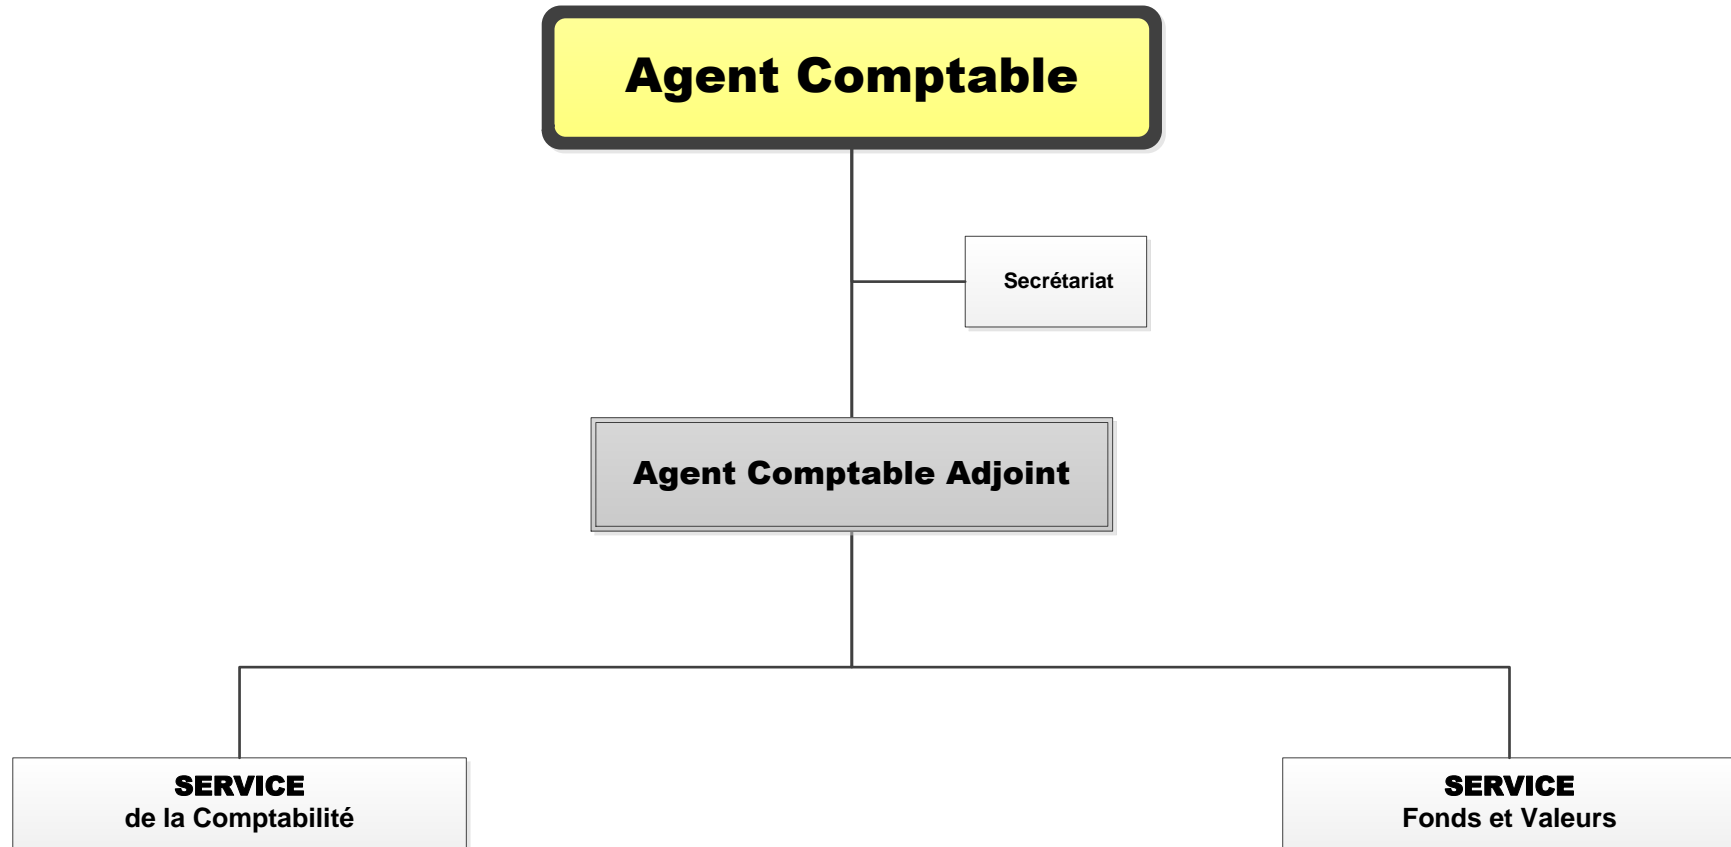 Agent Comptable
Secrétariat
Agent Comptable Adjoint
SERVICE
de la Comptabilité
SERVICE
Fonds et Valeurs